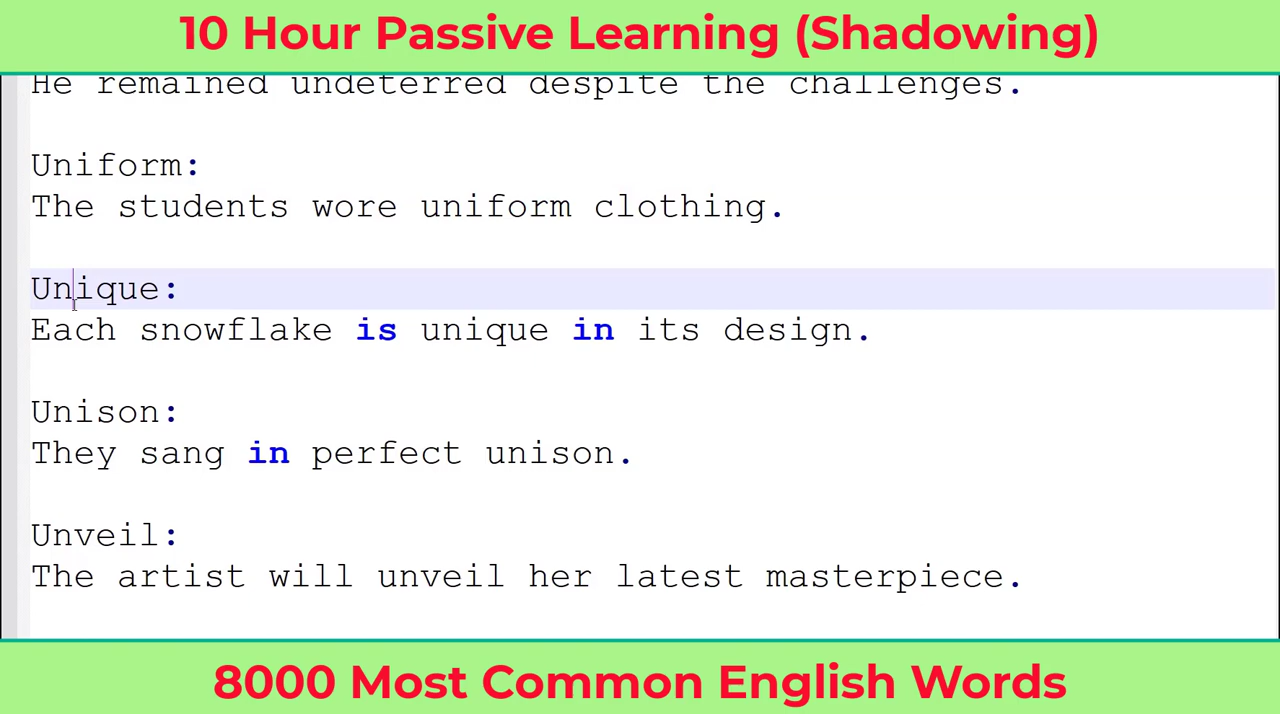 10 Hour Passive Learning (Shadowing)
He remained undeterred despite the challenges.
Uniform:
The students wore uniform clothing.
Unique:
Each snowflake is unique in its design.
Unison:
They sang in perfect unison.
Unveil:
The artist will unveil her latest masterpiece.
8000 Most Common English Words